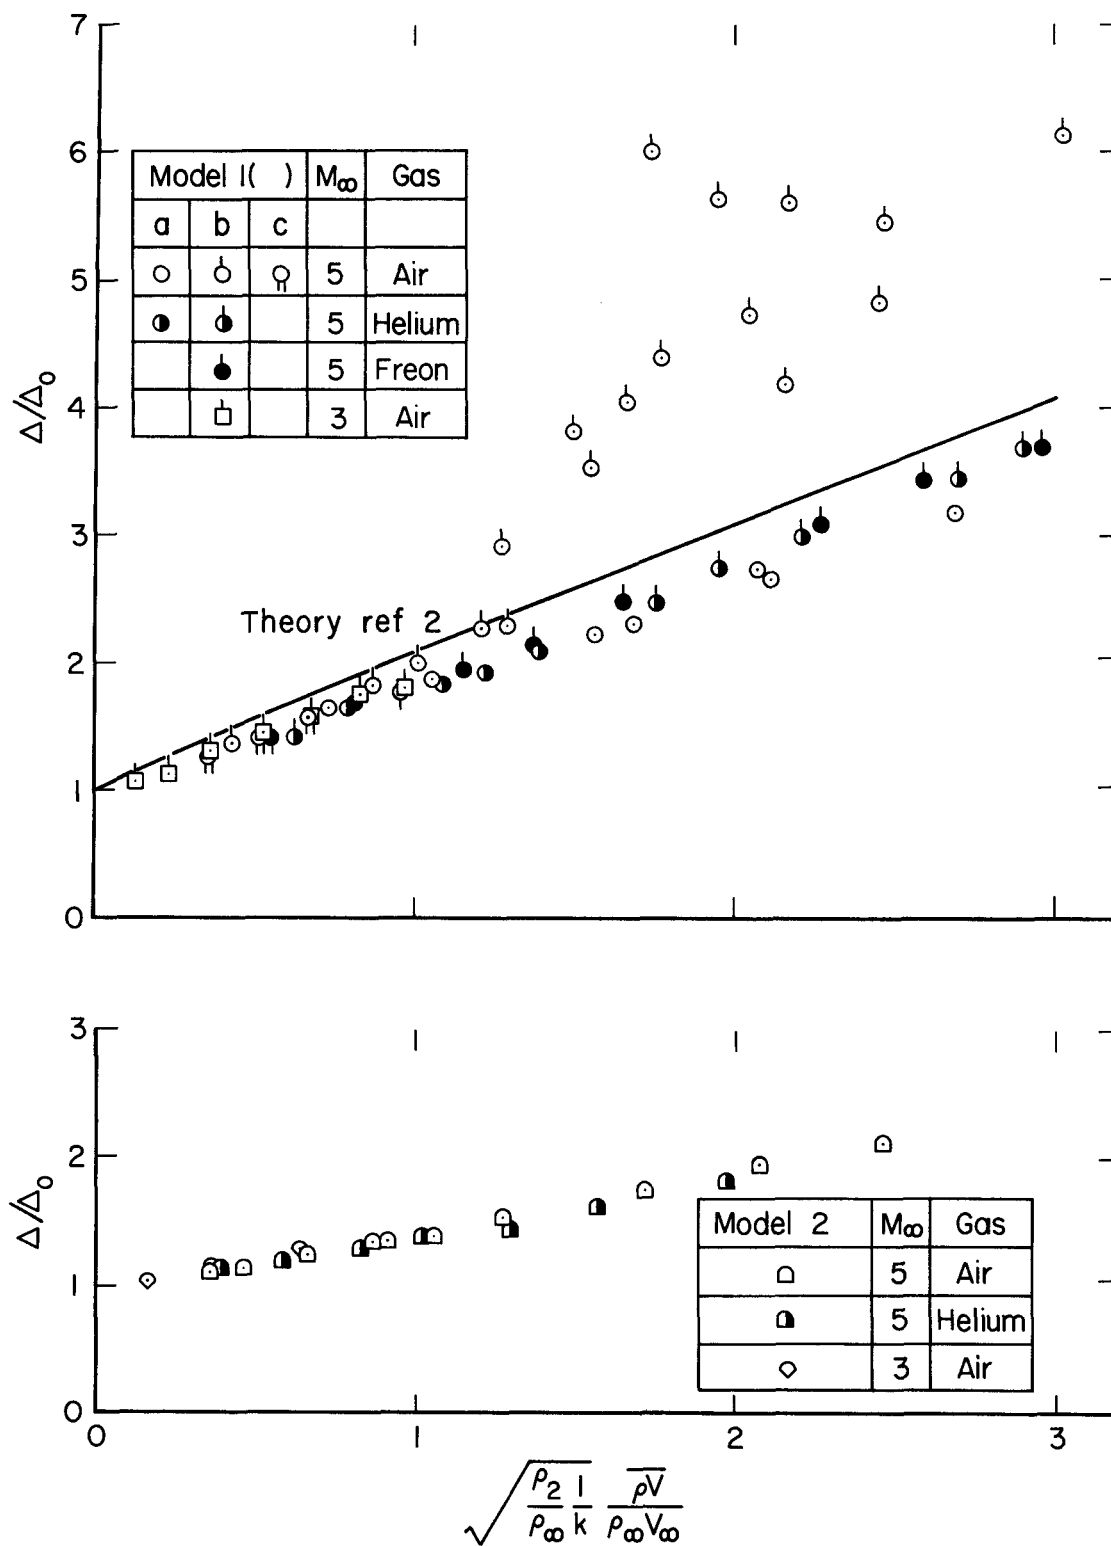 7
6
5
4
3
2
1
0
Δ/Δ₀
Model 1( ) M∞ Gas
a b c
5 Air
5 Helium
5 Freon
3 Air
Theory ref 2
3
2
1
0
Δ/Δ₀
Model 2 M∞ Gas
5 Air
5 Helium
3 Air
0 1 2 3
√(ρ₂/ρ∞ 1/k) ρV̅/ρ∞V∞